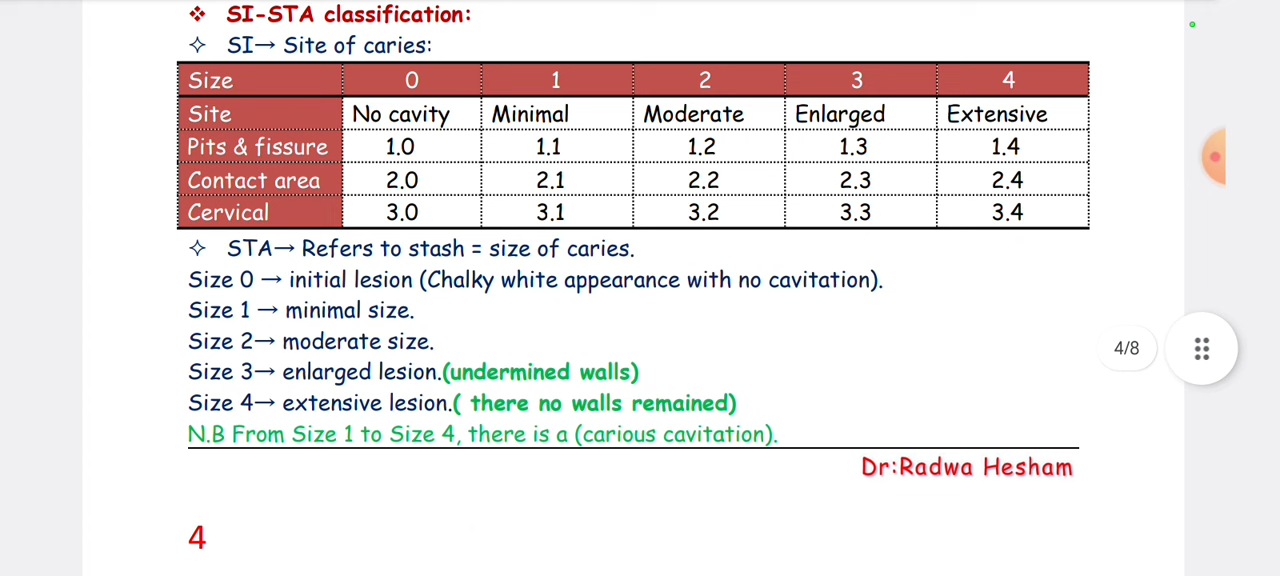 ❖ SI-STA classification:
✧ SI→ Site of caries:
Size 0 1 2 3 4
Site No cavity Minimal Moderate Enlarged Extensive
Pits & fissure 1.0 1.1 1.2 1.3 1.4
Contact area 2.0 2.1 2.2 2.3 2.4
Cervical 3.0 3.1 3.2 3.3 3.4
✧ STA→ Refers to stash = size of caries.
Size 0 → initial lesion (Chalky white appearance with no cavitation).
Size 1 → minimal size.
Size 2→ moderate size.
Size 3→ enlarged lesion.(undermined walls)
Size 4→ extensive lesion.( there no walls remained)
N.B From Size 1 to Size 4, there is a (carious cavitation).
Dr:Radwa Hesham
4
4/8